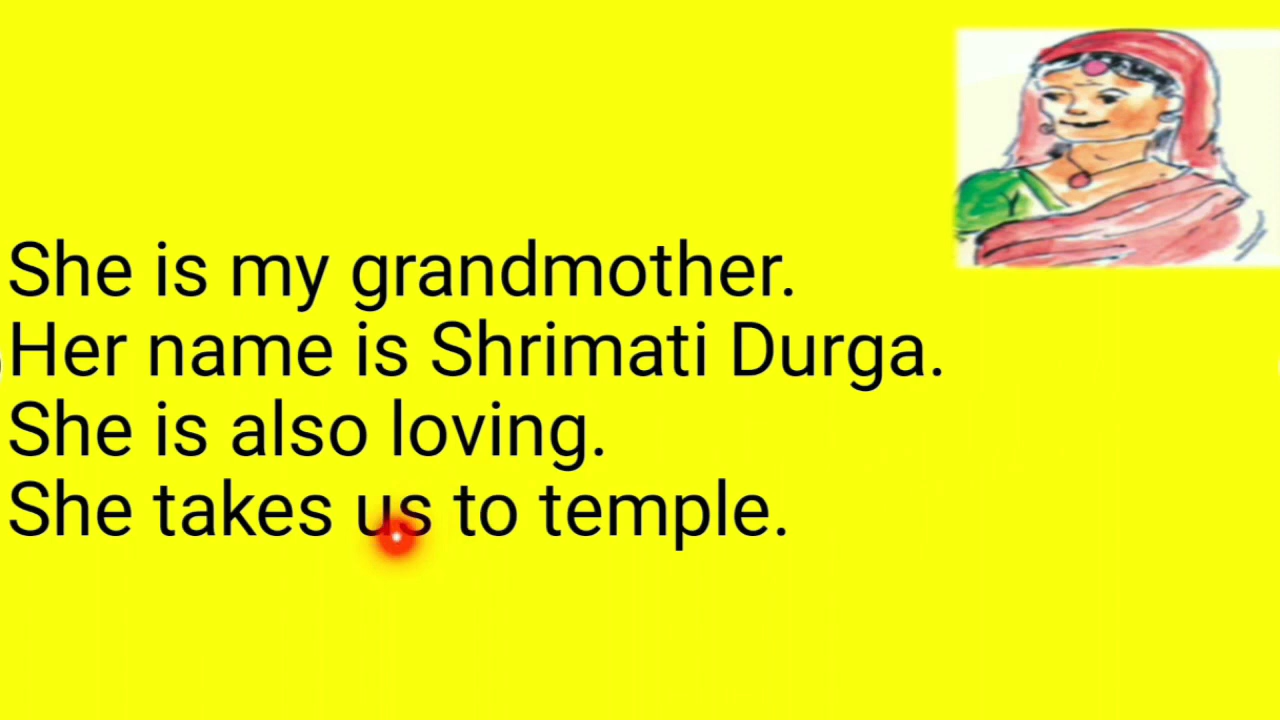 She is my grandmother.
Her name is Shrimati Durga.
She is also loving.
She takes us to temple.